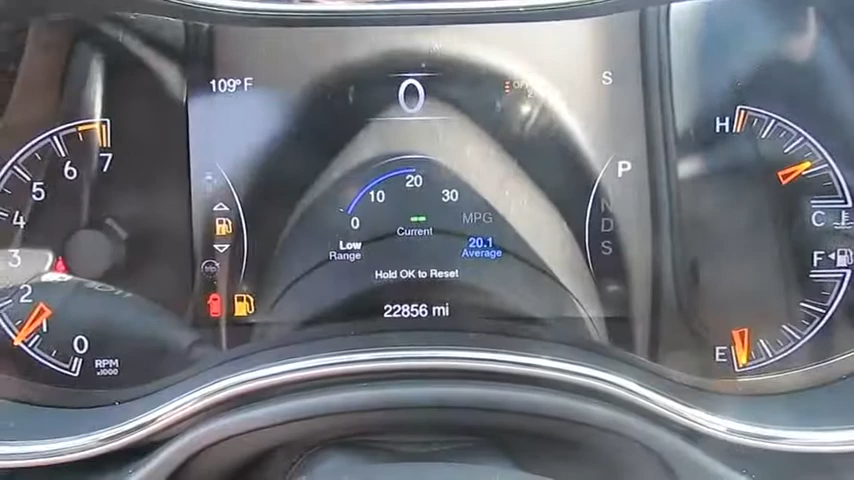 109°F
0
S
7
6
5
4
3
2
0
RPM
x1000
20
10
30
0
MPG
Low
Range
Current
20.1
Average
Hold OK to Reset
22856 mi
P
N
D
S
H
C
F
E